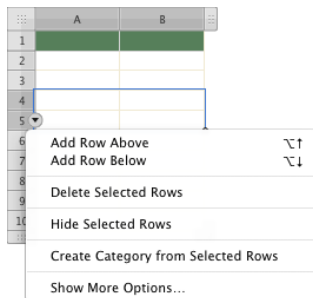 A B
1
2
3
4
5
6 Add Row Above ⌥↑
7 Add Row Below ⌥↓
8 Delete Selected Rows
9
10 Hide Selected Rows
Create Category from Selected Rows
Show More Options...